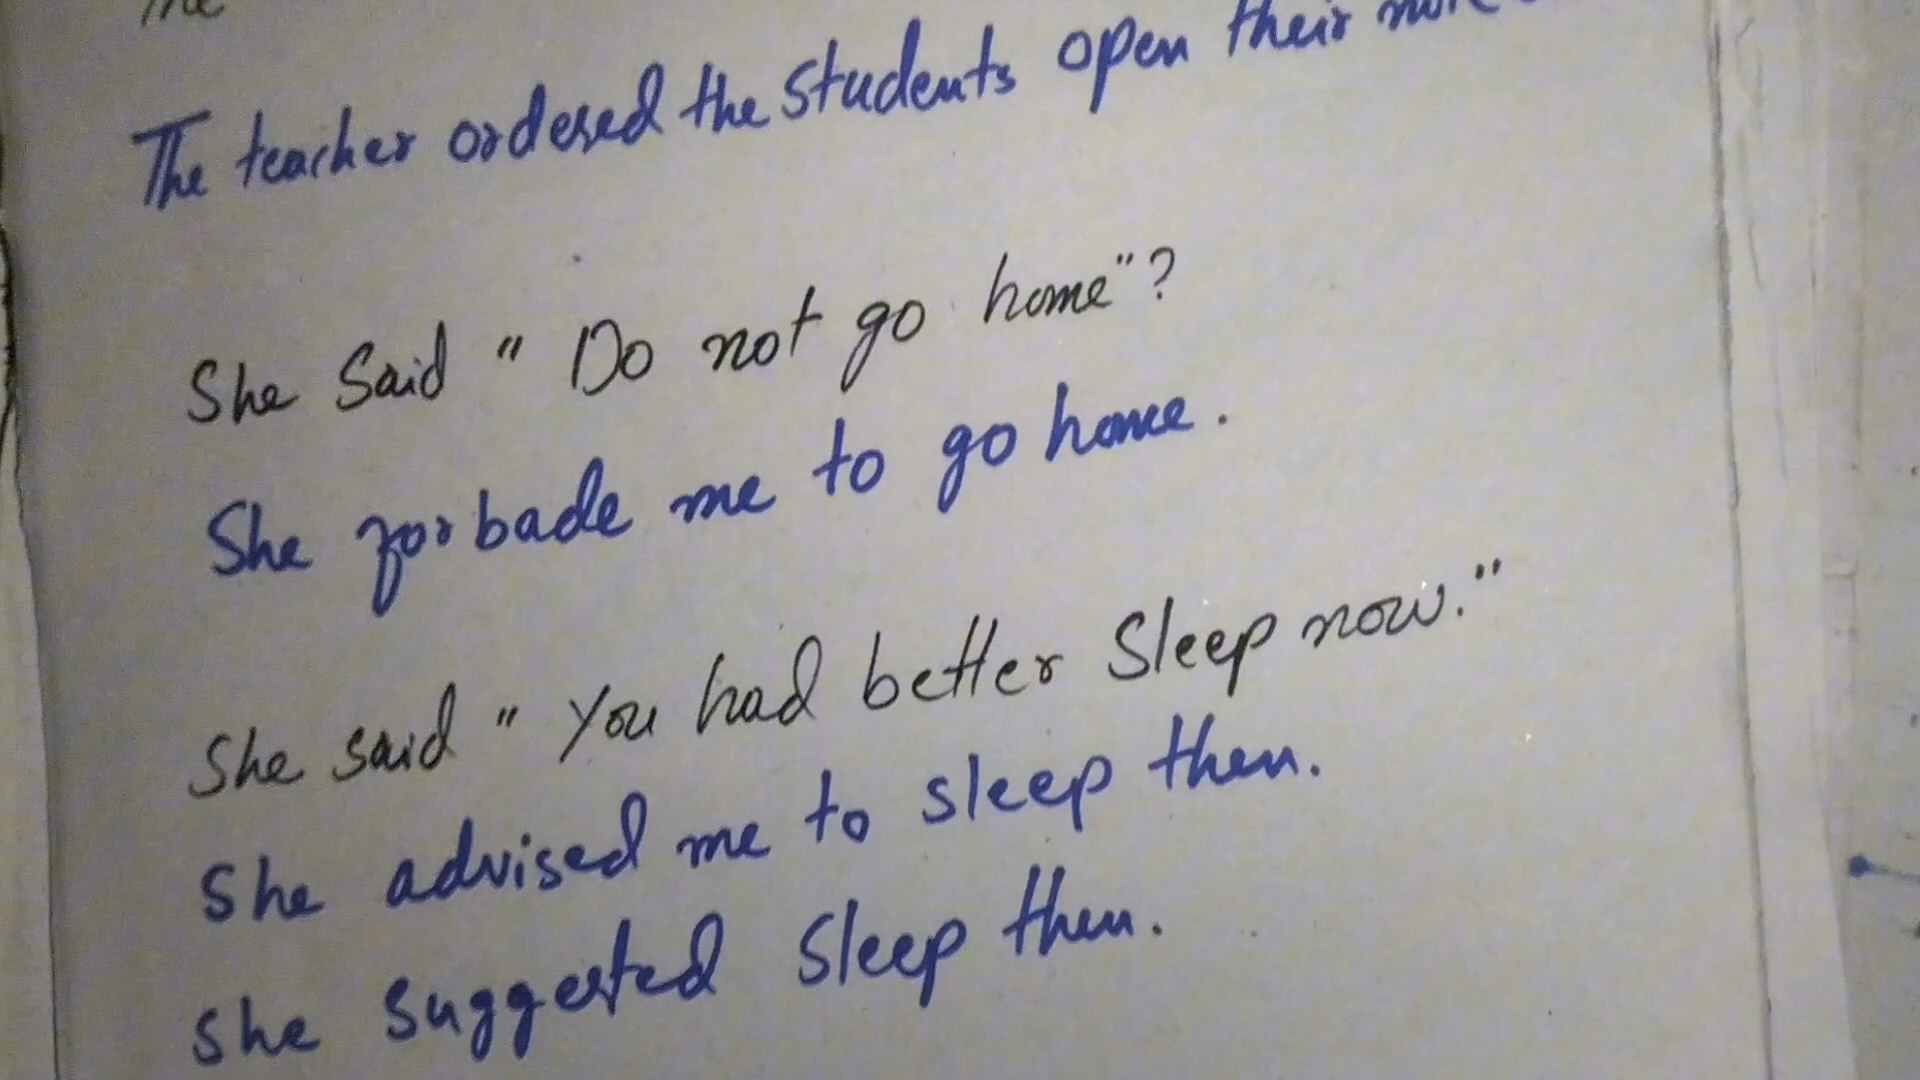 The teacher ordered the students open their
She Said " Do not go home"?
She forbade me to go home.
She said " You had better Sleep now."
She advised me to sleep then.
She suggested Sleep then.